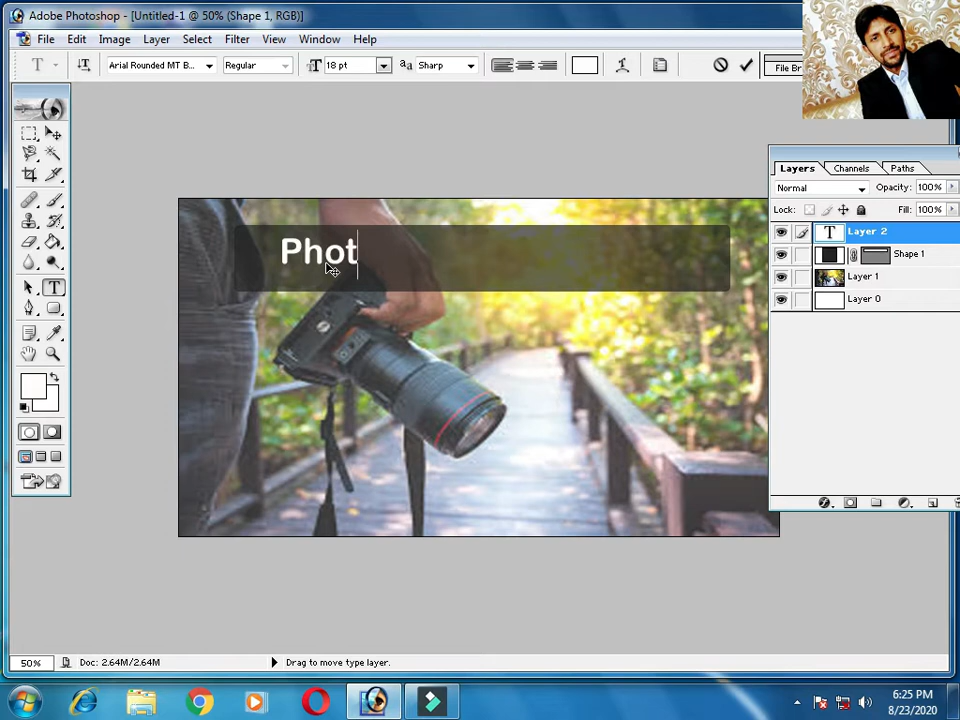 Adobe Photoshop - [Untitled-1 @ 50% (Shape 1, RGB)]
File Edit Image Layer Select Filter View Window Help
T Arial Rounded MT B... Regular T 18 pt aa Sharp File Bro
Layers Channels Paths
Normal Opacity: 100%
Lock: Fill: 100%
T Layer 2
Shape 1
Layer 1
Layer 0
Phot
50% Doc: 2.64M/2.64M Drag to move type layer.
6:25 PM
8/23/2020